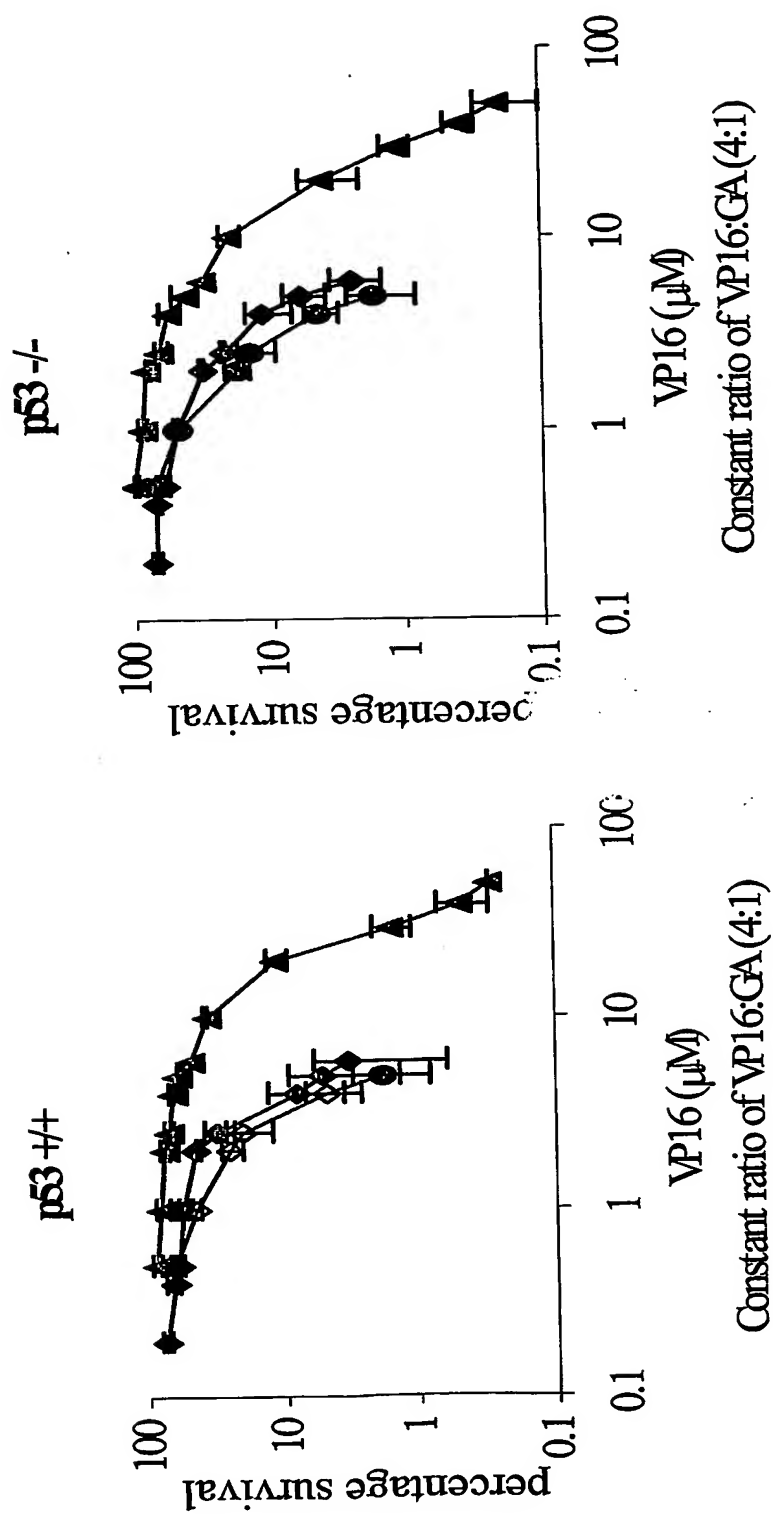 p53 +/+
percentage survival
100
10
1
0.1
0.1
1
10
100
VP16 (µM)
Constant ratio of VP16:GA (4:1)
p53 -/-
percentage survival
100
10
1
0.1
0.1
1
10
100
VP16 (µM)
Constant ratio of VP16:GA (4:1)